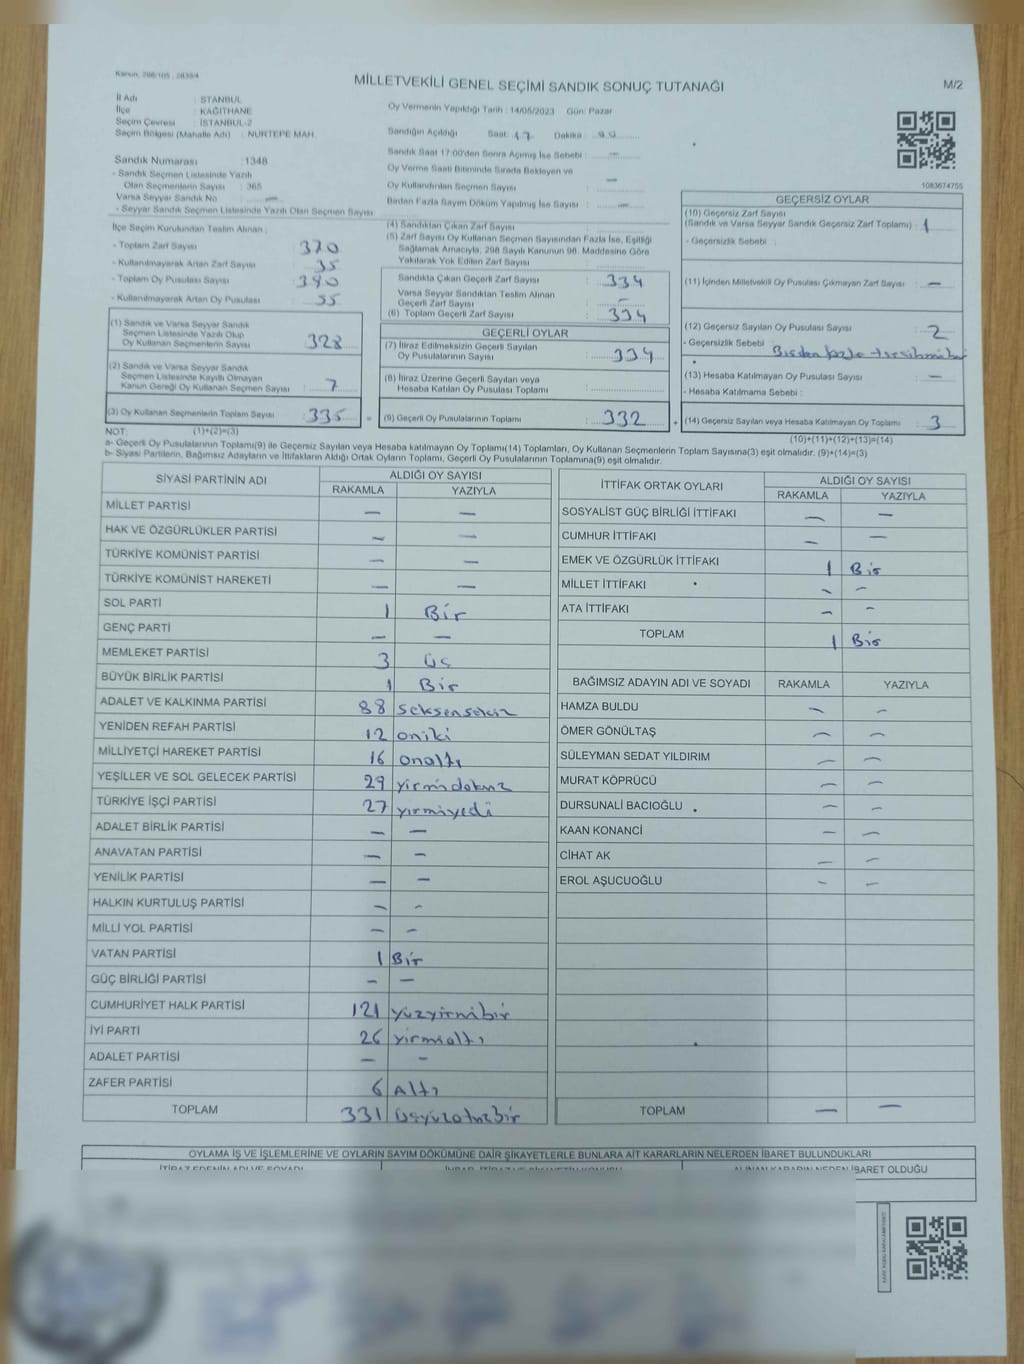 Kanun: 298/105 , 2839/4
MİLLETVEKİLİ GENEL SEÇİMİ SANDIK SONUÇ TUTANAĞI
M/2
İl Adı : İSTANBUL
İlçe : KAĞITHANE
Seçim Çevresi : İSTANBUL-2
Seçim Bölgesi (Mahalle Adı) : NURTEPE MAH.
Oy Vermenin Yapıldığı Tarih : 14/05/2023 Gün: Pazar
Sandığın Açıldığı Saat: 17 Dakika
Sandık Saat 17:00'den Sonra Açılmış İse Sebebi : —
Oy Verme Saati Bitiminde Sırada Bekleyen ve
Oy Kullandırılan Seçmen Sayısı : —
Birden Fazla Sayım Döküm Yapılmış İse Sayısı : —
Sandık Numarası : 1348
- Sandık Seçmen Listesinde Yazılı
Olan Seçmenlerin Sayısı : 365
Varsa Seyyar Sandık No : —
- Seyyar Sandık Seçmen Listesinde Yazılı Olan Seçmen Sayısı :
1083674755
İlçe Seçim Kurulundan Teslim Alınan ;
- Toplam Zarf Sayısı : 370
- Kullanılmayarak Artan Zarf Sayısı : 35
- Toplam Oy Pusulası Sayısı : 390
- Kullanılmayarak Artan Oy Pusulası : 55
(1) Sandık ve Varsa Seyyar Sandık
Seçmen Listesinde Yazılı Olup
Oy Kullanan Seçmenlerin Sayısı : 328
(2) Sandık ve Varsa Seyyar Sandık
Seçmen Listesinde Kayıtlı Olmayan
Kanun Gereği Oy Kullanan Seçmen Sayısı : 7
(3) Oy Kullanan Seçmenlerin Toplam Sayısı : 335 =
(4) Sandıktan Çıkan Zarf Sayısı :
(5) Zarf Sayısı Oy Kullanan Seçmen Sayısından Fazla İse, Eşitliği
Sağlamak Amacıyla, 298 Sayılı Kanunun 98. Maddesine Göre
Yakılarak Yok Edilen Zarf Sayısı :
Sandıkta Çıkan Geçerli Zarf Sayısı : 334
Varsa Seyyar Sandıktan Teslim Alınan
Geçerli Zarf Sayısı : —
(6) Toplam Geçerli Zarf Sayısı : 334
GEÇERLİ OYLAR
(7) İtiraz Edilmeksizin Geçerli Sayılan
Oy Pusulalarının Sayısı : 334
(8) İtiraz Üzerine Geçerli Sayılan veya
Hesaba Katılan Oy Pusulası Toplamı :
(9) Geçerli Oy Pusulalarının Toplamı : 332 +
GEÇERSİZ OYLAR
(10) Geçersiz Zarf Sayısı
(Sandık ve Varsa Seyyar Sandık Geçersiz Zarf Toplamı) : 1
- Geçersizlik Sebebi :
(11) İçinden Milletvekili Oy Pusulası Çıkmayan Zarf Sayısı : —
(12) Geçersiz Sayılan Oy Pusulası Sayısı : 2
- Geçersizlik Sebebi : Birden fazla
(13) Hesaba Katılmayan Oy Pusulası Sayısı : —
- Hesaba Katılmama Sebebi :
(14) Geçersiz Sayılan veya Hesaba Katılmayan Oy Toplamı : 3
NOT: (1)+(2)=(3)
(10)+(11)+(12)+(13)=(14)
a- Geçerli Oy Pusulalarının Toplamı(9) ile Geçersiz Sayılan veya Hesaba katılmayan Oy Toplamı(14) Toplamları, Oy Kullanan Seçmenlerin Toplam Sayısına(3) eşit olmalıdır. (9)+(14)=(3)
b- Siyasi Partilerin, Bağımsız Adayların ve İttifakların Aldığı Ortak Oyların Toplamı, Geçerli Oy Pusulalarının Toplamına(9) eşit olmalıdır.
SİYASİ PARTİNİN ADI ALDIĞI OY SAYISI
RAKAMLA YAZIYLA
MİLLET PARTİSİ — —
HAK VE ÖZGÜRLÜKLER PARTİSİ — —
TÜRKİYE KOMÜNİST PARTİSİ — —
TÜRKİYE KOMÜNİST HAREKETİ — —
SOL PARTİ 1 Bir
GENÇ PARTİ — —
MEMLEKET PARTİSİ 3 üç
BÜYÜK BİRLİK PARTİSİ 1 Bir
ADALET VE KALKINMA PARTİSİ 88 seksensekiz
YENİDEN REFAH PARTİSİ 12 oniki
MİLLİYETÇİ HAREKET PARTİSİ 16 onaltı
YEŞİLLER VE SOL GELECEK PARTİSİ 29 yirmidokuz
TÜRKİYE İŞÇİ PARTİSİ 27 yirmiyedi
ADALET BİRLİK PARTİSİ — —
ANAVATAN PARTİSİ — —
YENİLİK PARTİSİ — —
HALKIN KURTULUŞ PARTİSİ — —
MİLLİ YOL PARTİSİ — —
VATAN PARTİSİ 1 Bir
GÜÇ BİRLİĞİ PARTİSİ — —
CUMHURİYET HALK PARTİSİ 121 yüzyirmibir
İYİ PARTİ 26 yirmialtı
ADALET PARTİSİ — —
ZAFER PARTİSİ 6 Altı
TOPLAM 331 üçyüzotuzbir
İTTİFAK ORTAK OYLARI ALDIĞI OY SAYISI
RAKAMLA YAZIYLA
SOSYALİST GÜÇ BİRLİĞİ İTTİFAKI — —
CUMHUR İTTİFAKI — —
EMEK VE ÖZGÜRLÜK İTTİFAKI 1 Bir
MİLLET İTTİFAKI — —
ATA İTTİFAKI — —
TOPLAM 1 Bir
BAĞIMSIZ ADAYIN ADI VE SOYADI RAKAMLA YAZIYLA
HAMZA BULDU — —
ÖMER GÖNÜLTAŞ — —
SÜLEYMAN SEDAT YILDIRIM — —
MURAT KÖPRÜCÜ — —
DURSUNALİ BACIOĞLU — —
KAAN KONANCİ — —
CİHAT AK — —
EROL AŞUCUOĞLU — —
TOPLAM — —
OYLAMA İŞ VE İŞLEMLERİNE VE OYLARIN SAYIM DÖKÜMÜNE DAİR ŞİKAYETLERLE BUNLARA AİT KARARLARIN NELERDEN İBARET BULUNDUKLARI
İTİRAZ EDENİN ADI VE SOYADI
ALINAN KARARIN NEDEN İBARET OLDUĞU